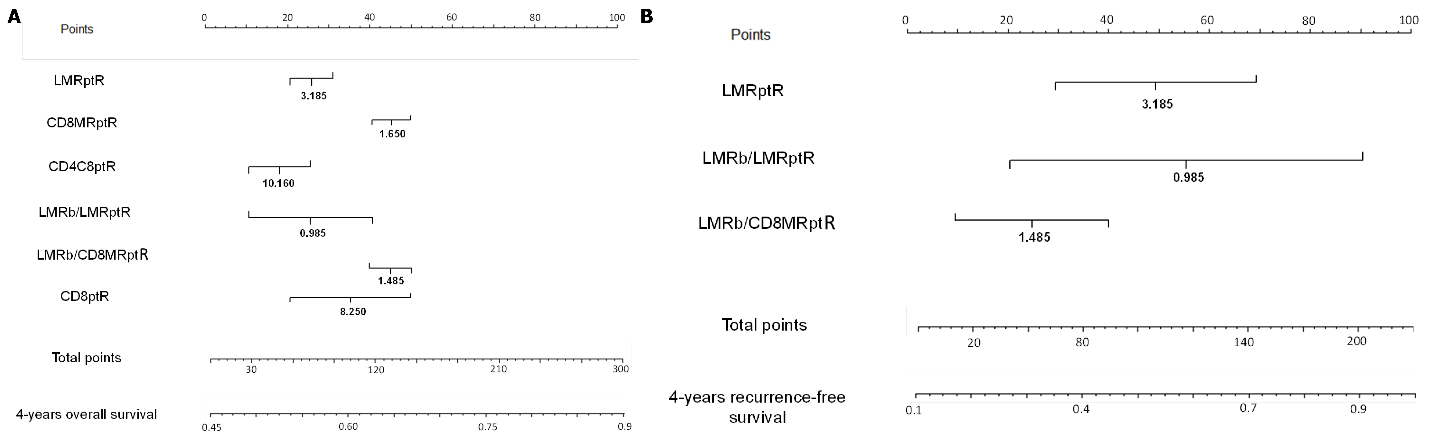 A
0 20 40 60 80 100
Points
LMRptR
3.185
CD8MRptR
1.650
CD4C8ptR
10.160
LMRb/LMRptR
0.985
LMRb/CD8MRptR
1.485
CD8ptR
8.250
Total points
30 120 210 300
4-years overall survival
0.45 0.60 0.75 0.9
B
0 20 40 60 80 100
Points
LMRptR
3.185
LMRb/LMRptR
0.985
LMRb/CD8MRptR
1.485
Total points
20 80 140 200
4-years recurrence-free
survival
0.1 0.4 0.7 0.9